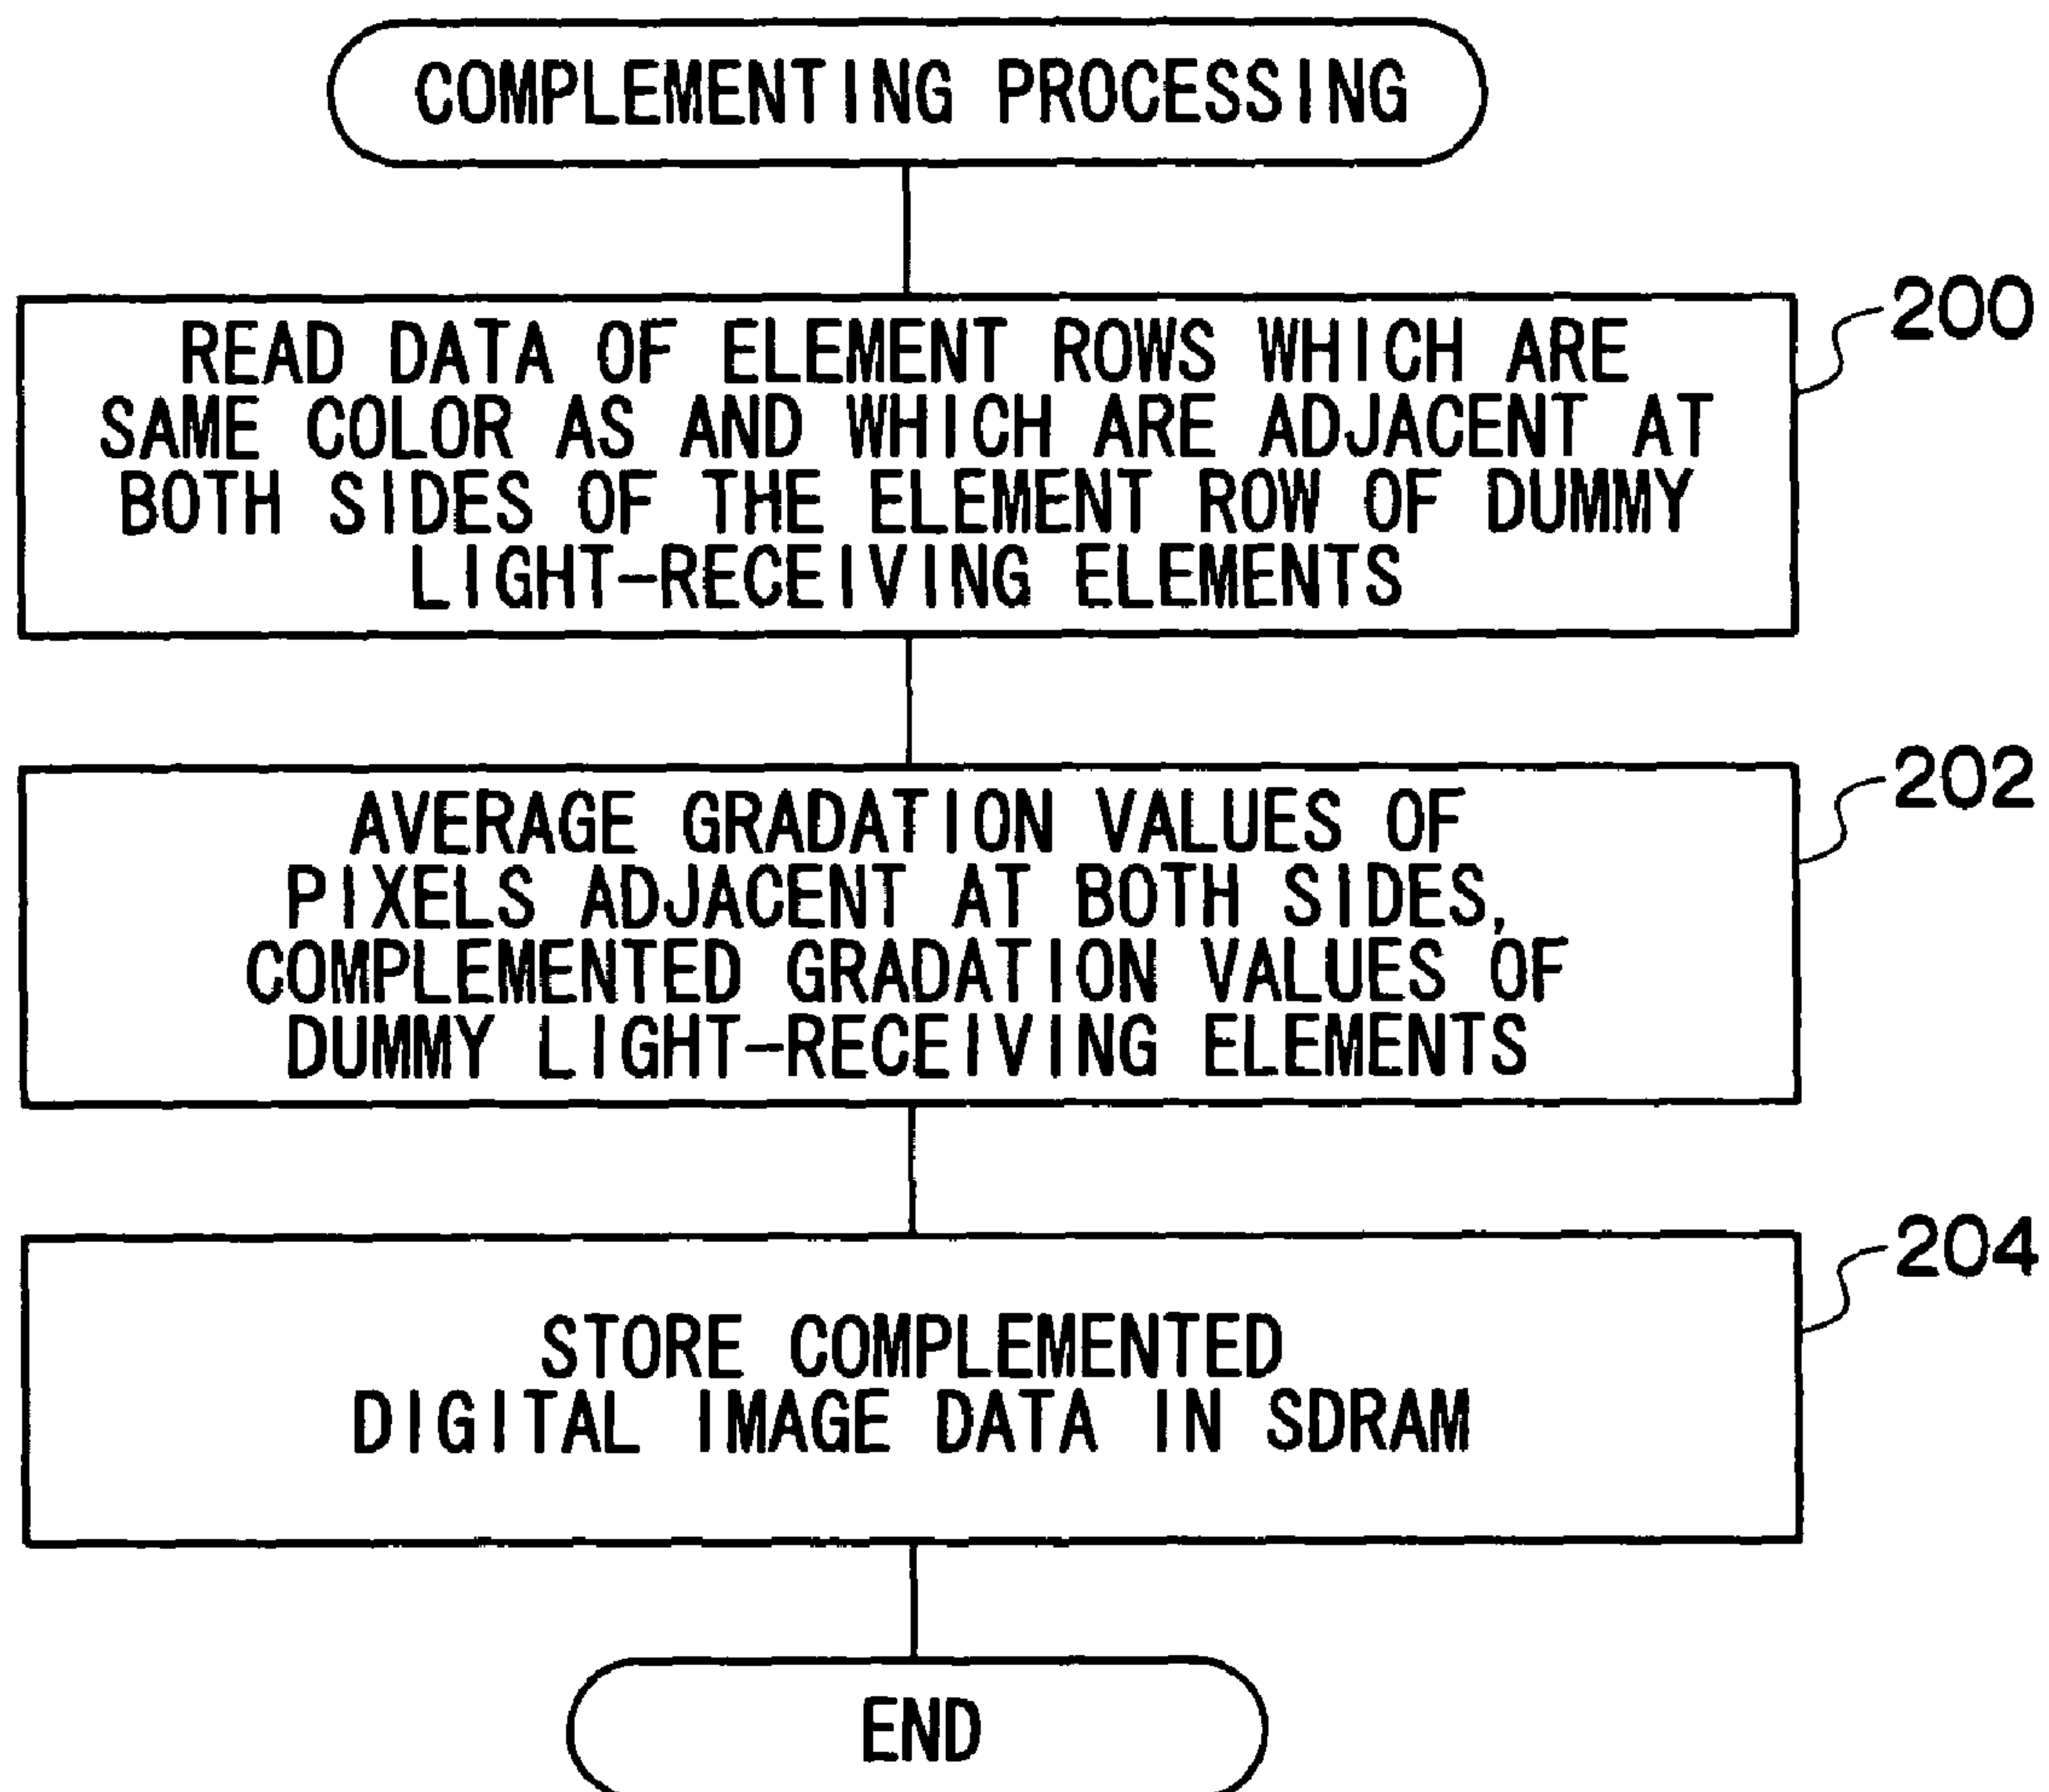 COMPLEMENTING PROCESSING
200
READ DATA OF ELEMENT ROWS WHICH ARE
SAME COLOR AS AND WHICH ARE ADJACENT AT
BOTH SIDES OF THE ELEMENT ROW OF DUMMY
LIGHT-RECEIVING ELEMENTS
202
AVERAGE GRADATION VALUES OF
PIXELS ADJACENT AT BOTH SIDES,
COMPLEMENTED GRADATION VALUES OF
DUMMY LIGHT-RECEIVING ELEMENTS
204
STORE COMPLEMENTED
DIGITAL IMAGE DATA IN SDRAM
END